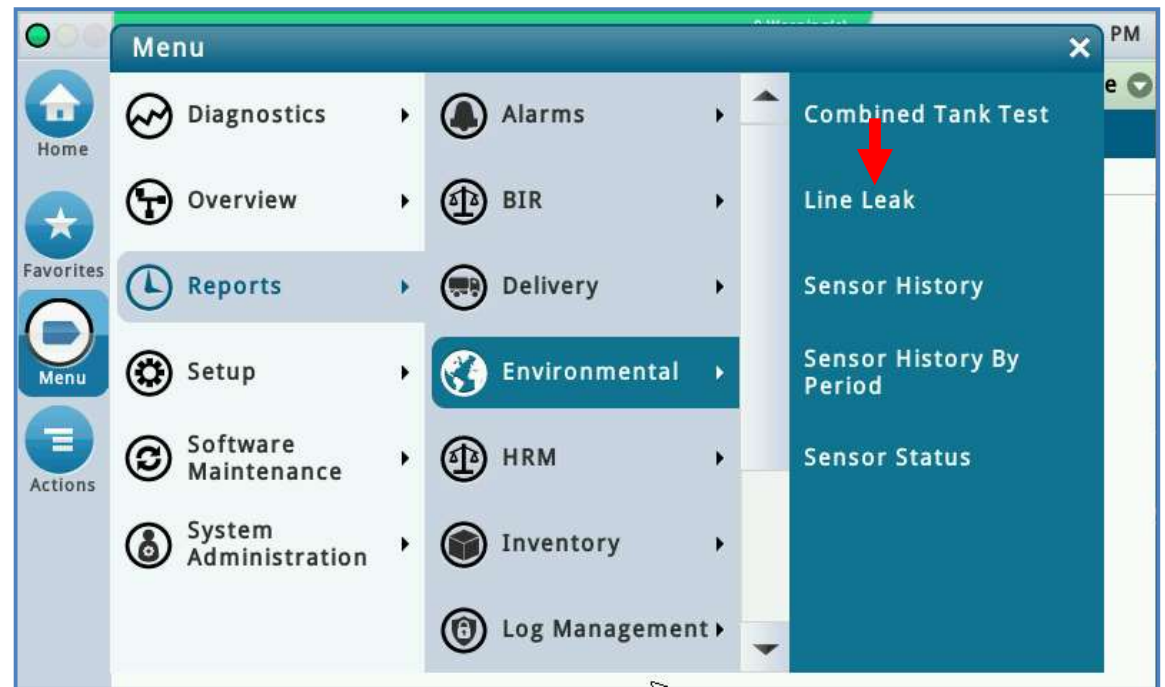 PM
Menu
e
Home
Favorites
Menu
Actions
Diagnostics
Overview
Reports
Setup
Software
Maintenance
System
Administration
Alarms
BIR
Delivery
Environmental
HRM
Inventory
Log Management
Combined Tank Test
Line Leak
Sensor History
Sensor History By
Period
Sensor Status